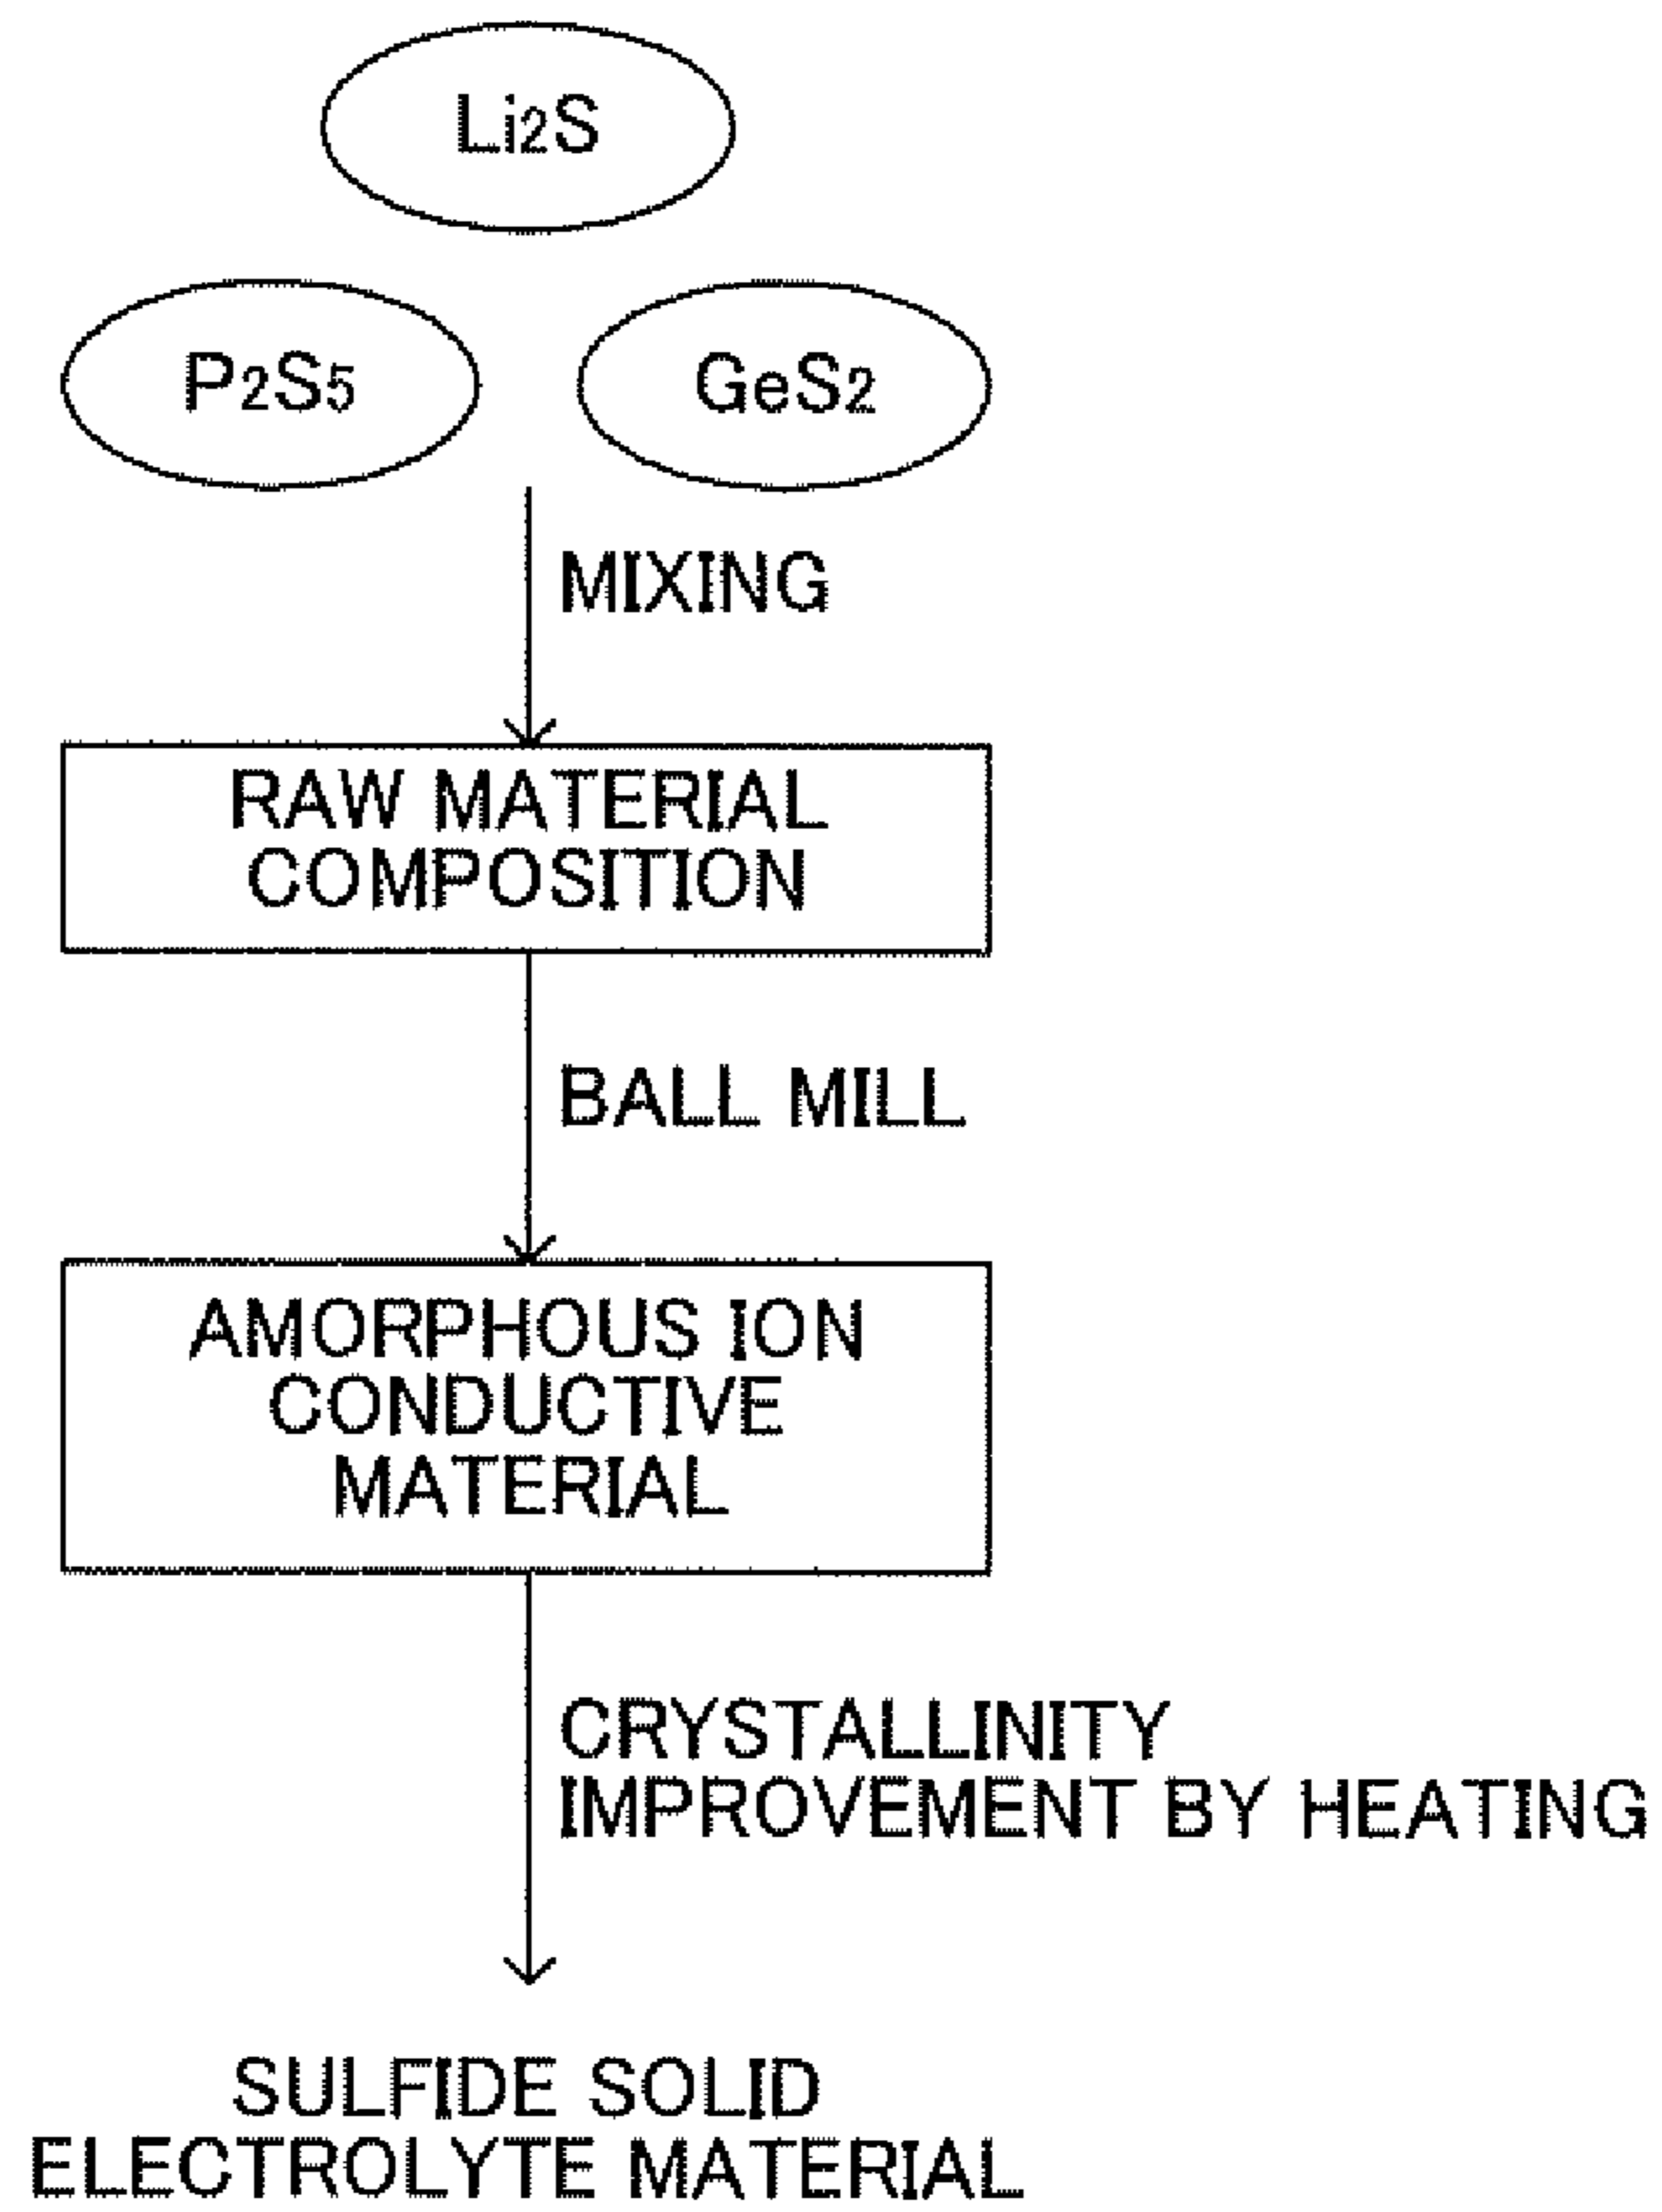 Li2S
P2S5 GeS2
MIXING
RAW MATERIAL
COMPOSITION
BALL MILL
AMORPHOUS ION
CONDUCTIVE
MATERIAL
CRYSTALLINITY
IMPROVEMENT BY HEATING
SULFIDE SOLID
ELECTROLYTE MATERIAL